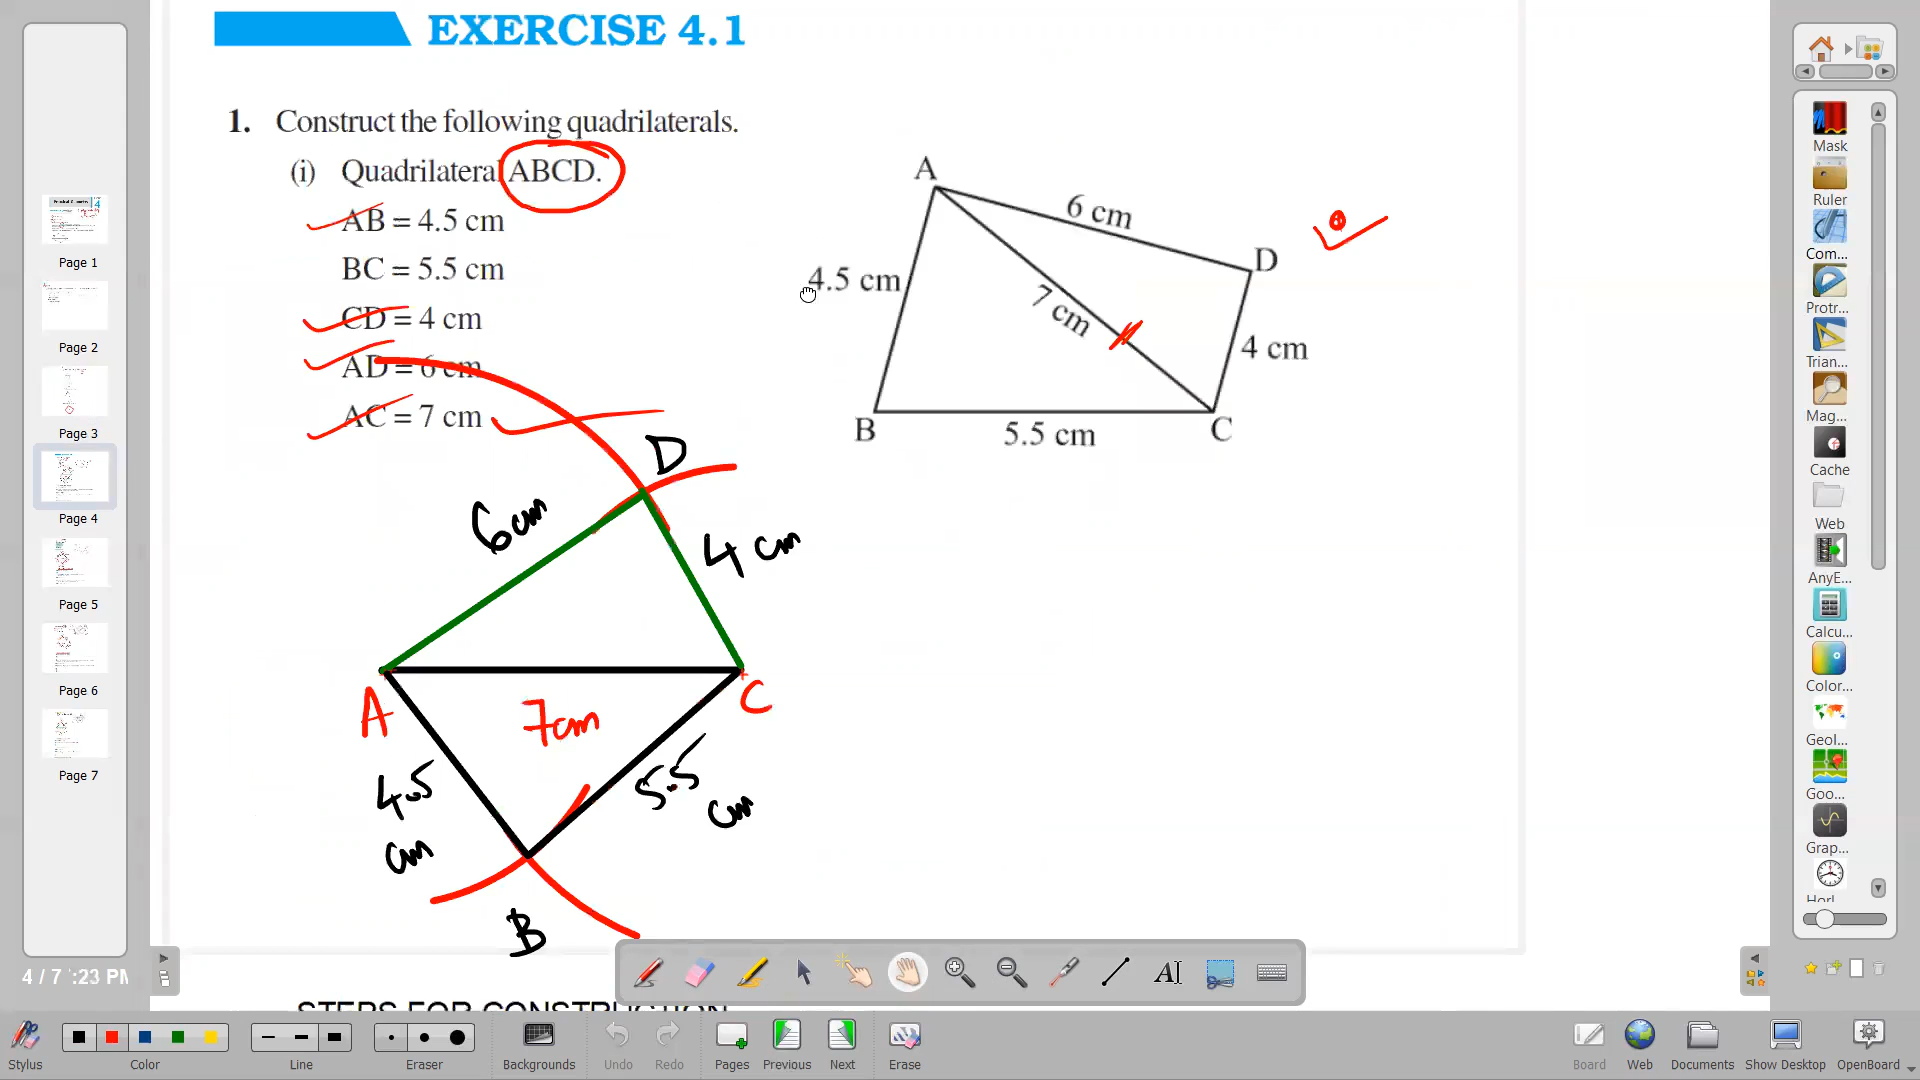 EXERCISE 4.1
1. Construct the following quadrilaterals.
(i) Quadrilateral ABCD.
AB = 4.5 cm
BC = 5.5 cm
CD = 4 cm
AD = 6 cm
AC = 7 cm
A
6 cm
D
4.5 cm
7 cm
4 cm
B
5.5 cm
C
D
6cm
4 cm
A
7cm
C
4.5
cm
5.5
cm
B
STEPS FOR CONSTRUCTION
Page 1
Page 2
Page 3
Page 4
Page 5
Page 6
Page 7
4 / 7
Mask
Ruler
Com...
Protr...
Trian...
Mag...
Cache
Web
AnyE...
Calcu...
Color...
Geol...
Goo...
Grap...
Horl
Stylus
Color
Line
Eraser
Backgrounds
Undo
Redo
Pages
Previous
Next
Erase
Board
Web
Documents
Show Desktop
OpenBoard